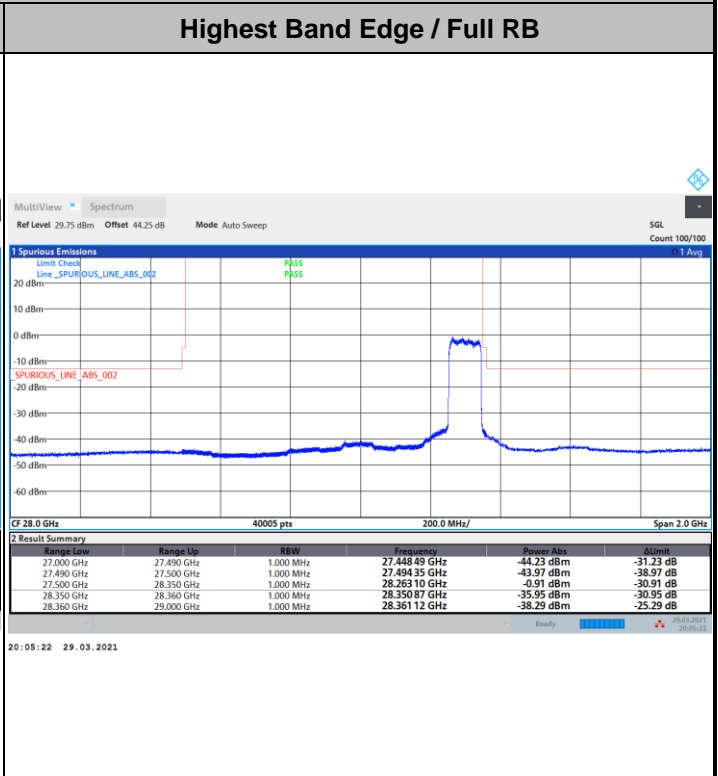 Highest Band Edge / Full RB
MultiView Spectrum
Ref Level 29.75 dBm Offset 44.25 dB Mode Auto Sweep SGL
Count 100/100
1 Spurious Emissions 1 Avg
Limit Check PASS
Line _SPURIOUS_LINE_ABS_002 PASS
20 dBm
10 dBm
0 dBm
-10 dBm
_SPURIOUS_LINE_ABS_002
-20 dBm
-30 dBm
-40 dBm
-50 dBm
-60 dBm
CF 28.0 GHz 40005 pts 200.0 MHz/ Span 2.0 GHz
2 Result Summary
Range Low Range Up RBW Frequency Power Abs ΔLimit
27.000 GHz 27.490 GHz 1.000 MHz 27.448 49 GHz -44.23 dBm -31.23 dB
27.490 GHz 27.500 GHz 1.000 MHz 27.494 35 GHz -43.97 dBm -38.97 dB
27.500 GHz 28.350 GHz 1.000 MHz 28.263 10 GHz -0.91 dBm -30.91 dB
28.350 GHz 28.360 GHz 1.000 MHz 28.350 87 GHz -35.95 dBm -30.95 dB
28.360 GHz 29.000 GHz 1.000 MHz 28.361 12 GHz -38.29 dBm -25.29 dB
Ready 29.03.2021
20:05:22
20:05:22 29.03.2021